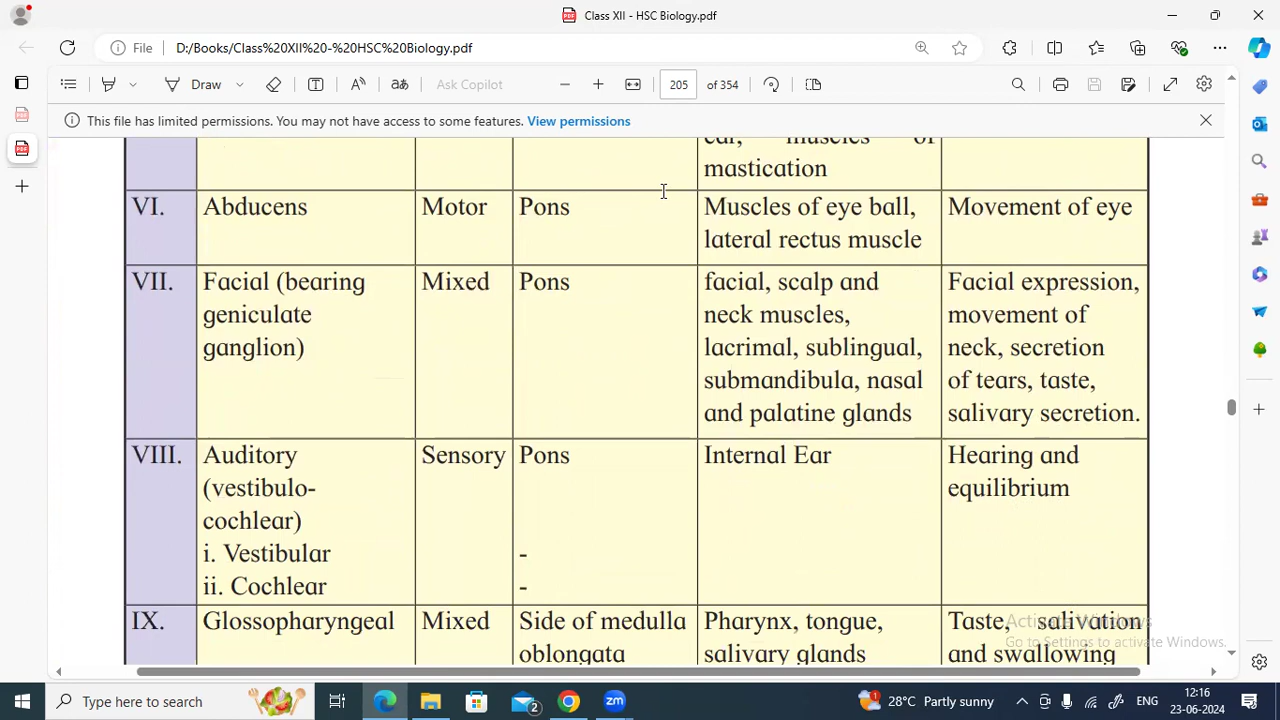 Class XII - HSC Biology.pdf
File D:/Books/Class%20XII%20-%20HSC%20Biology.pdf
Draw Ask Copilot 205 of 354
This file has limited permissions. You may not have access to some features. View permissions
ear, muscles of
mastication
VI. Abducens Motor Pons Muscles of eye ball, Movement of eye
lateral rectus muscle
VII. Facial (bearing Mixed Pons facial, scalp and Facial expression,
geniculate neck muscles, movement of
ganglion) lacrimal, sublingual, neck, secretion
submandibula, nasal of tears, taste,
and palatine glands salivary secretion.
VIII. Auditory Sensory Pons Internal Ear Hearing and
(vestibulo- equilibrium
cochlear)
i. Vestibular -
ii. Cochlear -
IX. Glossopharyngeal Mixed Side of medulla Pharynx, tongue, Taste, salivation
oblongata salivary glands and swallowing
Activate Windows
Go to Settings to activate Windows.
Type here to search 2 1 28°C Partly sunny ENG 12:16
23-06-2024